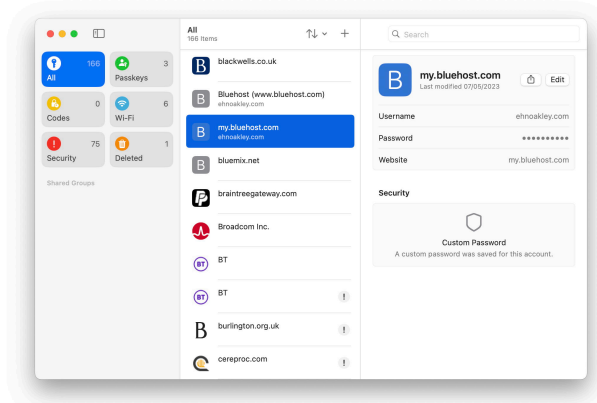 166
All
3
Passkeys
0
Codes
6
Wi-Fi
75
Security
1
Deleted
Shared Groups
All
166 Items
B
blackwells.co.uk
B
Bluehost (www.bluehost.com)
ehnoakley.com
B
my.bluehost.com
ehnoakley.com
B
bluemix.net
braintreegateway.com
Broadcom Inc.
BT
BT
BT
BT
!
B
burlington.org.uk
!
cereproc.com
!
Search
B
my.bluehost.com
Last modified 07/05/2023
Edit
Username ehnoakley.com
Password ••••••••••
Website my.bluehost.com
Security
Custom Password
A custom password was saved for this account.